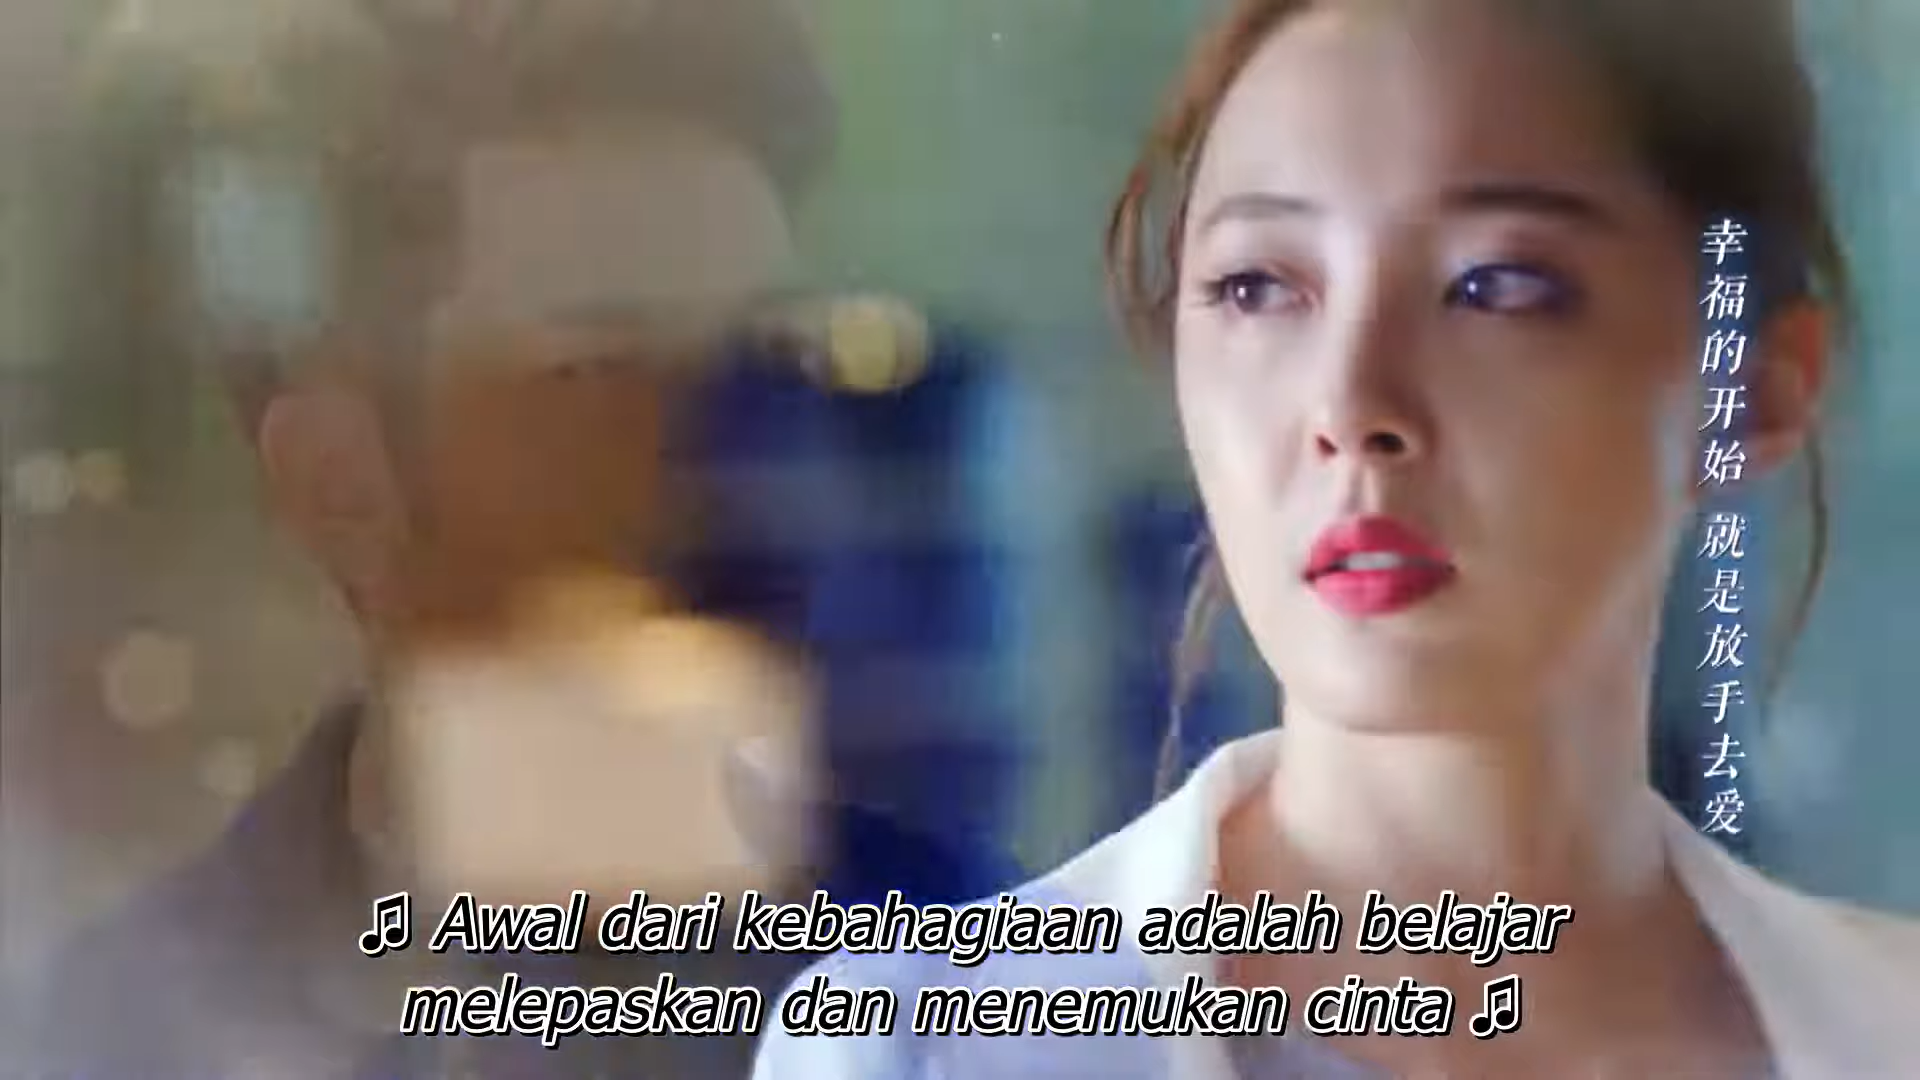 幸福的开始 就是放手去爱
♫ Awal dari kebahagiaan adalah belajar
melepaskan dan menemukan cinta ♫